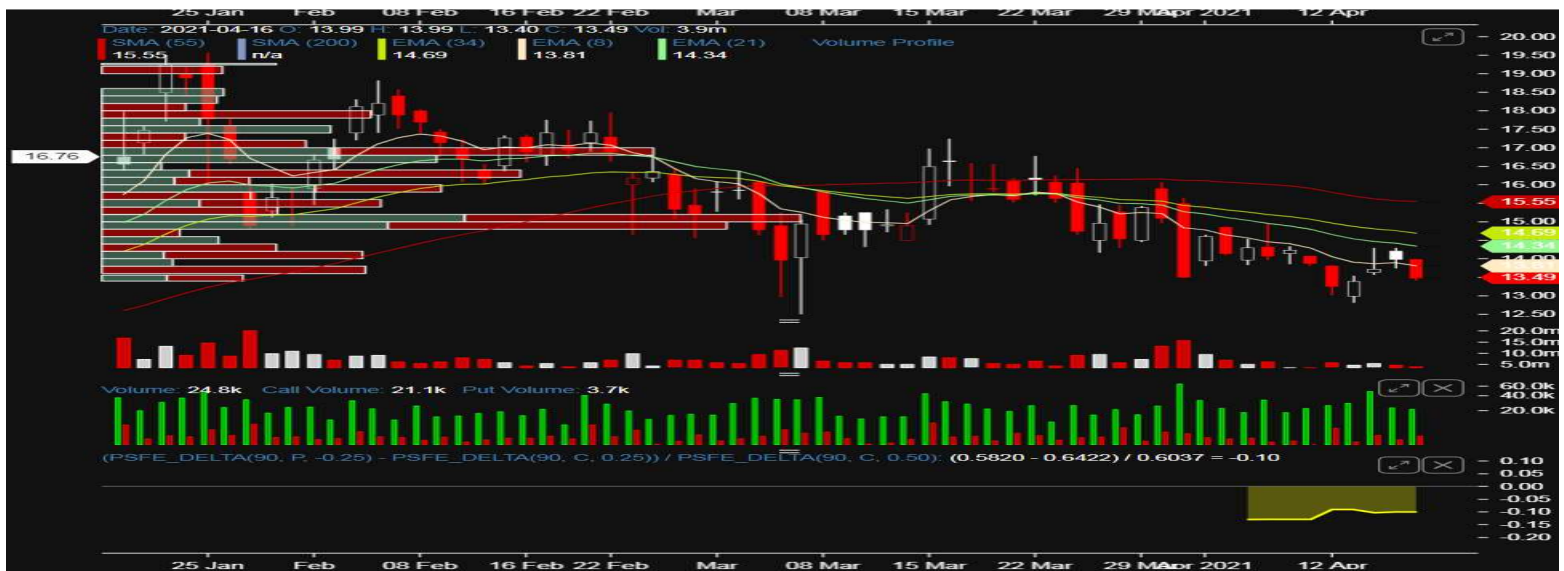 25 Jan Feb 08 Feb 16 Feb 22 Feb Mar 08 Mar 15 Mar 22 Mar 29 Mar Apr 2021 12 Apr
Date: 2021-04-16 O: 13.99 H: 13.99 L: 13.40 C: 13.49 Vol: 3.9m
SMA (55) SMA (200) EMA (34) EMA (8) EMA (21) Volume Profile
15.55 n/a 14.69 13.81 14.34
20.00
19.50
19.00
18.50
18.00
17.50
17.00
16.76
16.50
16.00
15.55
15.00
14.69
14.34
14.00
13.49
13.00
12.50
20.0m
15.0m
10.0m
5.0m
Volume: 24.8k Call Volume: 21.1k Put Volume: 3.7k
60.0k
40.0k
20.0k
(PSFE_DELTA(90, P, -0.25) - PSFE_DELTA(90, C, 0.25)) / PSFE_DELTA(90, C, 0.50): (0.5820 - 0.6422) / 0.6037 = -0.10
0.10
0.05
0.00
-0.05
-0.10
-0.15
-0.20
25 Jan Feb 08 Feb 16 Feb 22 Feb Mar 08 Mar 15 Mar 22 Mar 29 Mar Apr 2021 12 Apr